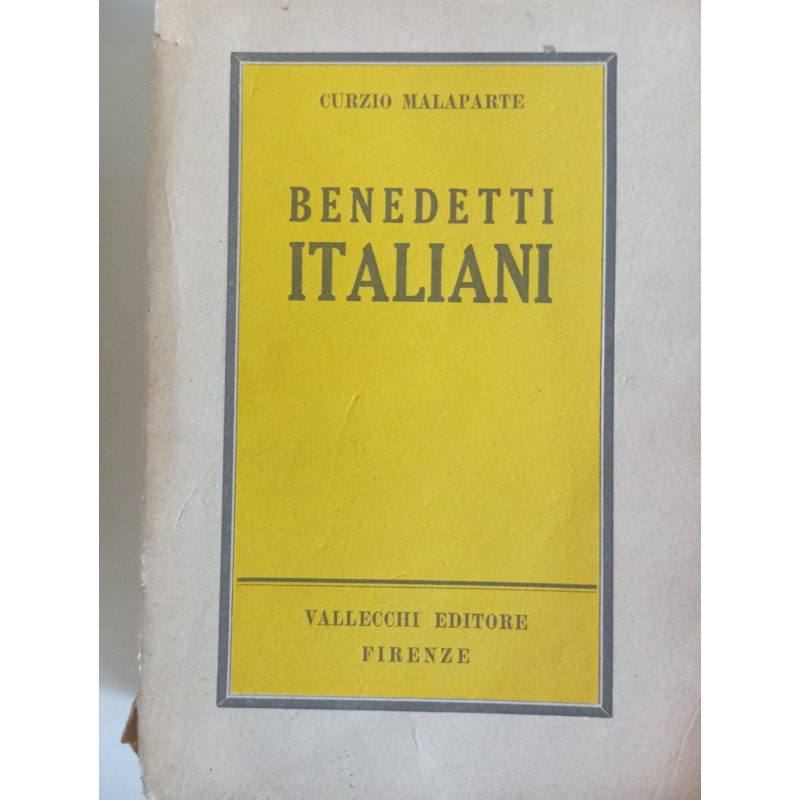 CURZIO MALAPARTE
BENEDETTI
ITALIANI
VALLECCHI EDITORE
FIRENZE